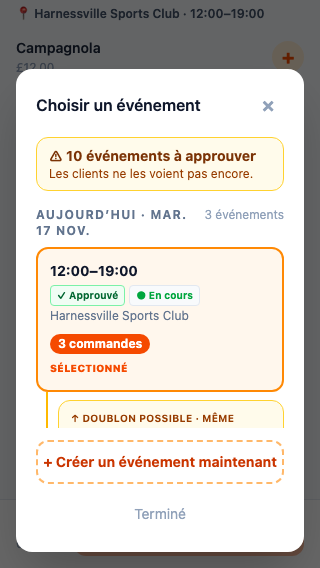 📍 Harnessville Sports Club · 12:00–19:00
Campagnola
+
£12.00
Choisir un événement
×
⚠ 10 événements à approuver
Les clients ne les voient pas encore.
AUJOURD'HUI · MAR. 17 NOV.
3 événements
12:00–19:00
✓ Approuvé
En cours
Harnessville Sports Club
3 commandes
SÉLECTIONNÉ
↑ DOUBLON POSSIBLE · MÊME
+ Créer un événement maintenant
Terminé